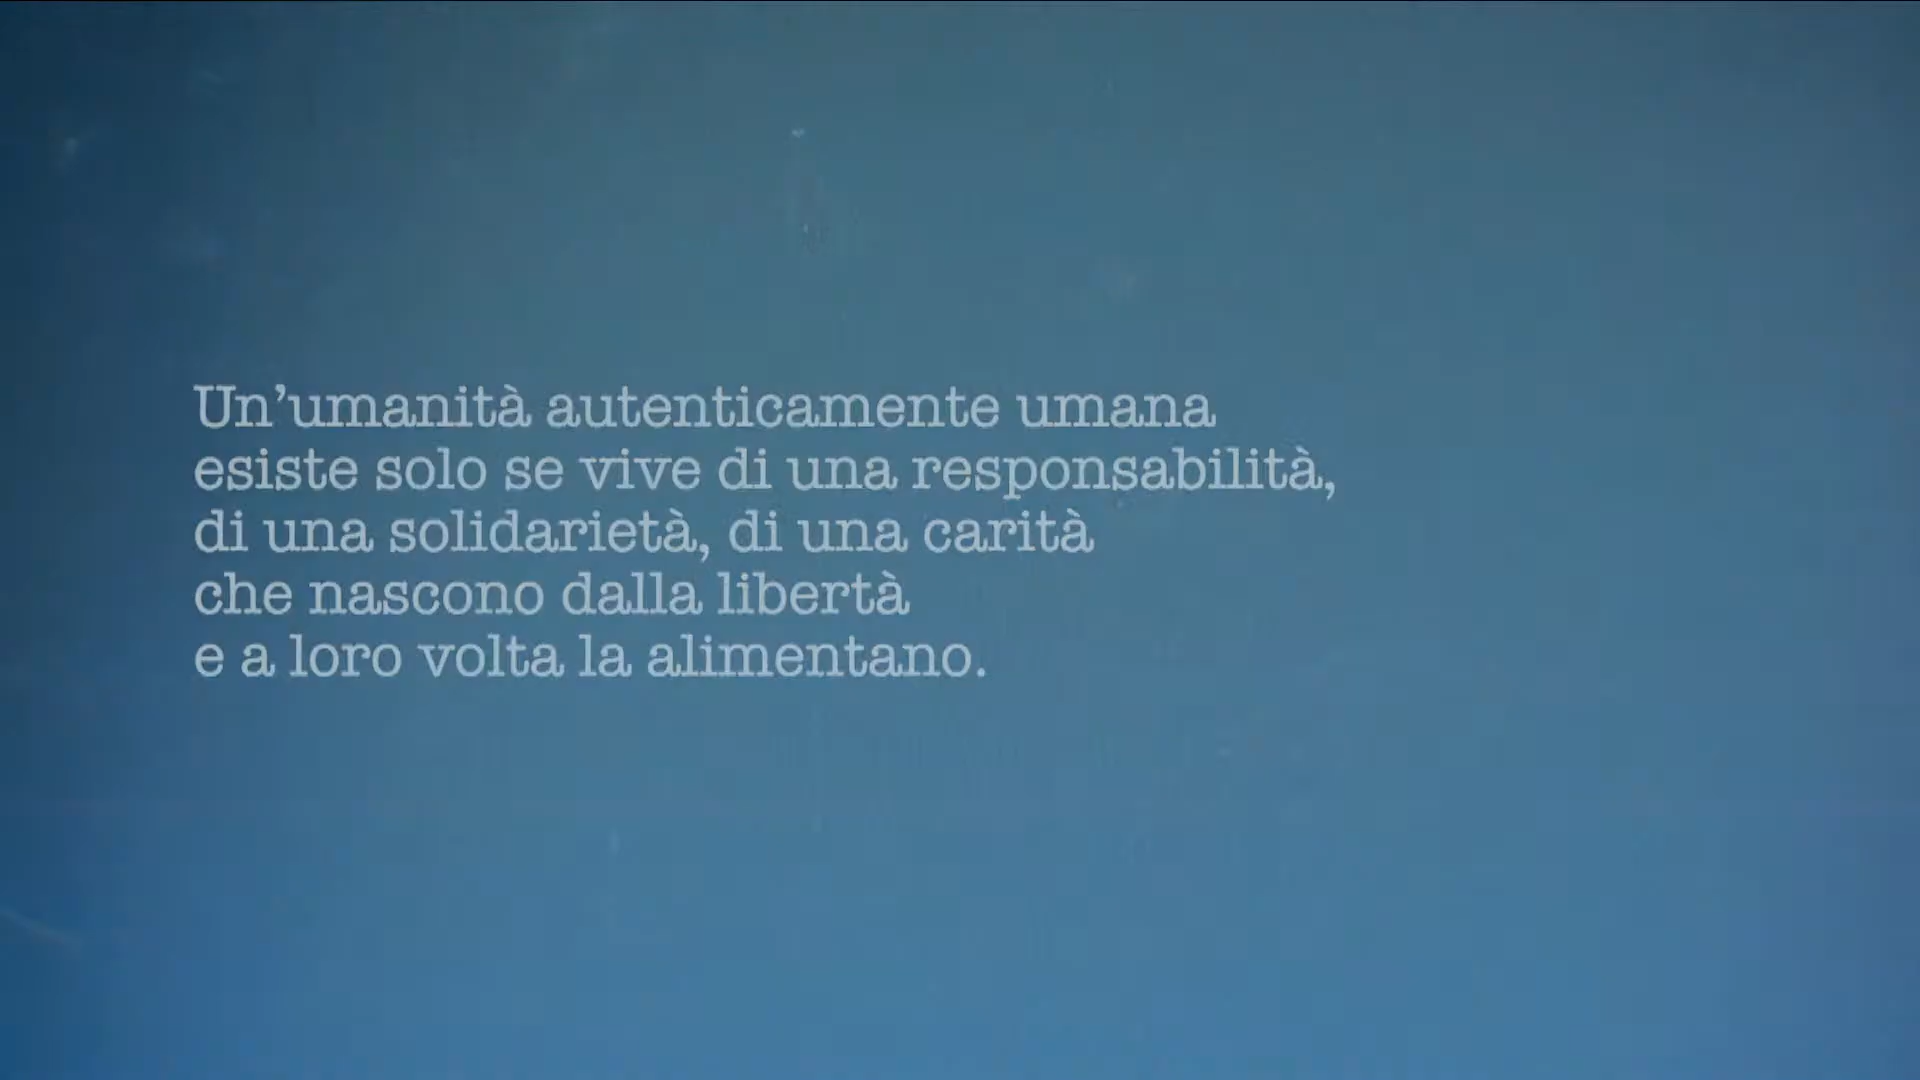 Un’umanità autenticamente umana
esiste solo se vive di una responsabilità,
di una solidarietà, di una carità
che nascono dalla libertà
e a loro volta la alimentano.